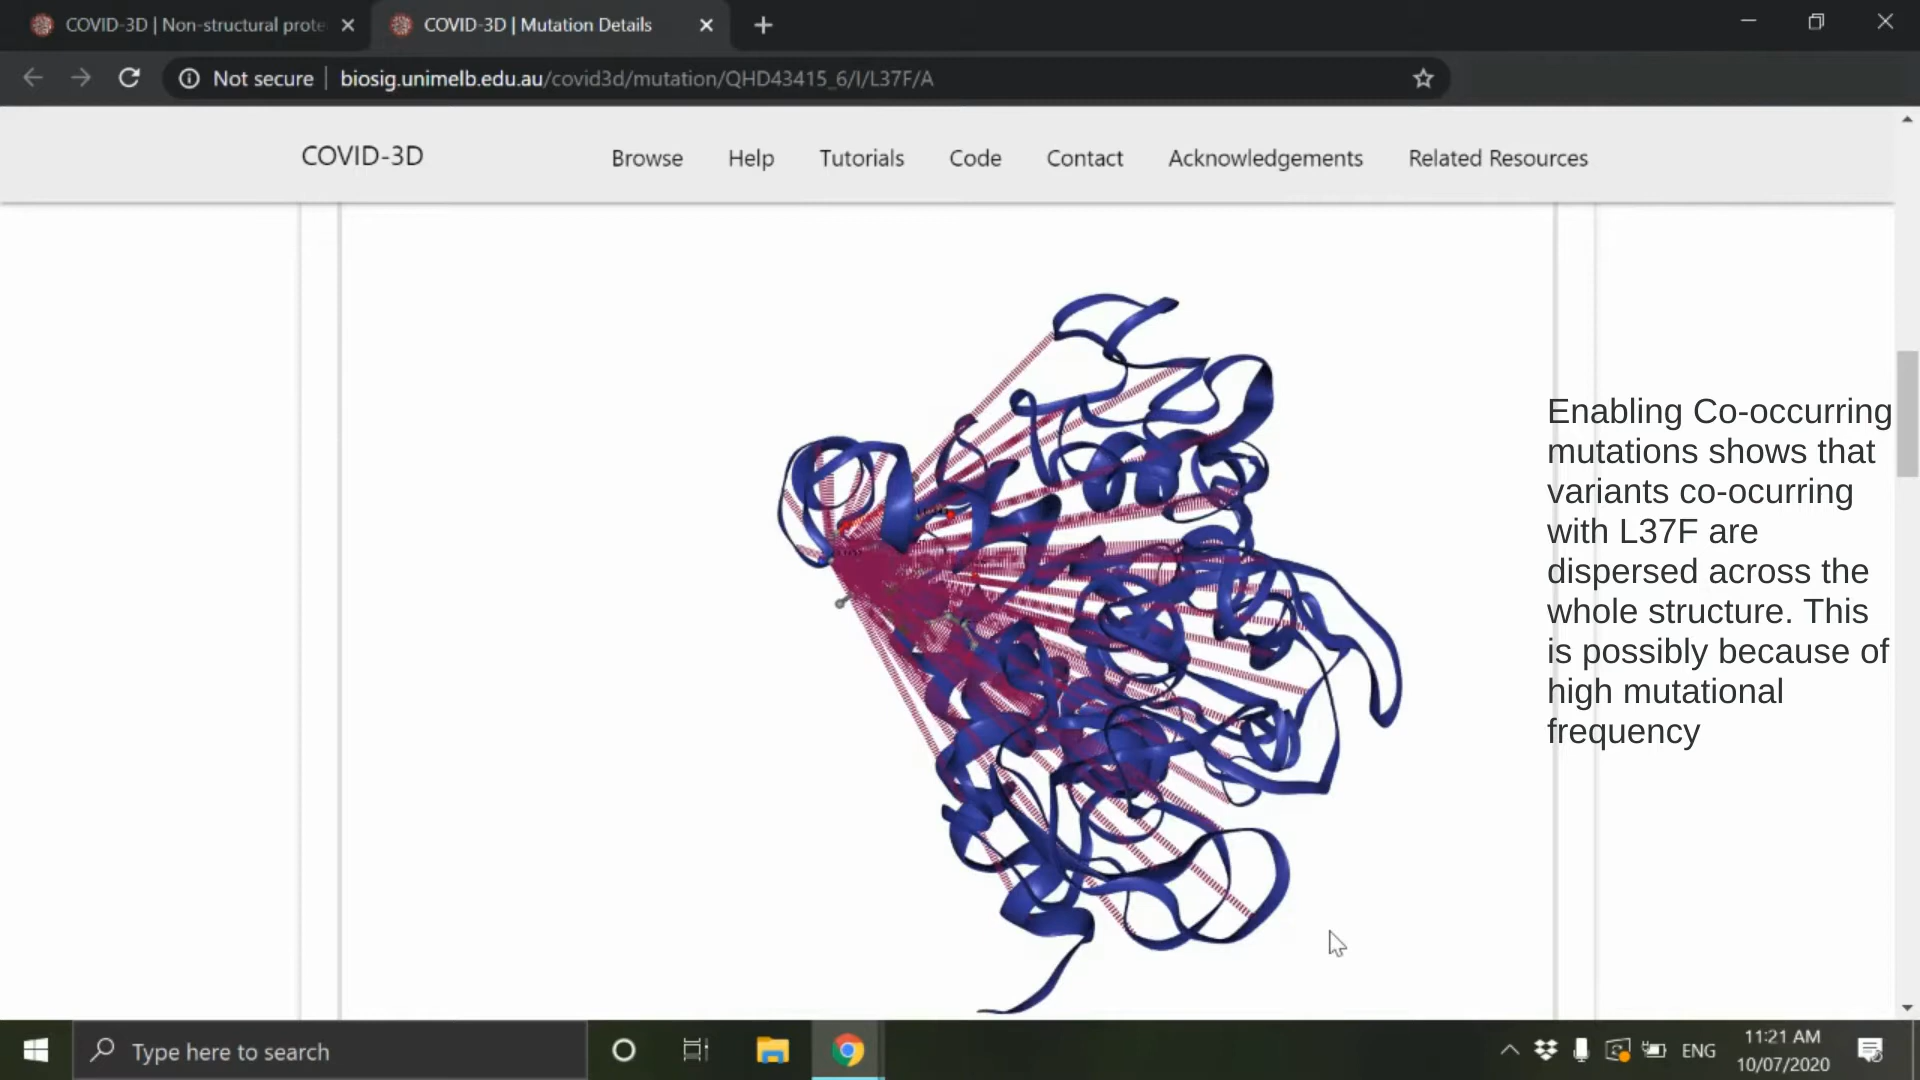 COVID-3D | Non-structural prote
COVID-3D | Mutation Details
Not secure
biosig.unimelb.edu.au/covid3d/mutation/QHD43415_6/I/L37F/A
COVID-3D
Browse
Help
Tutorials
Code
Contact
Acknowledgements
Related Resources
Enabling Co-occurring
mutations shows that
variants co-ocurring
with L37F are
dispersed across the
whole structure. This
is possibly because of
high mutational
frequency
Type here to search
ENG
11:21 AM
10/07/2020